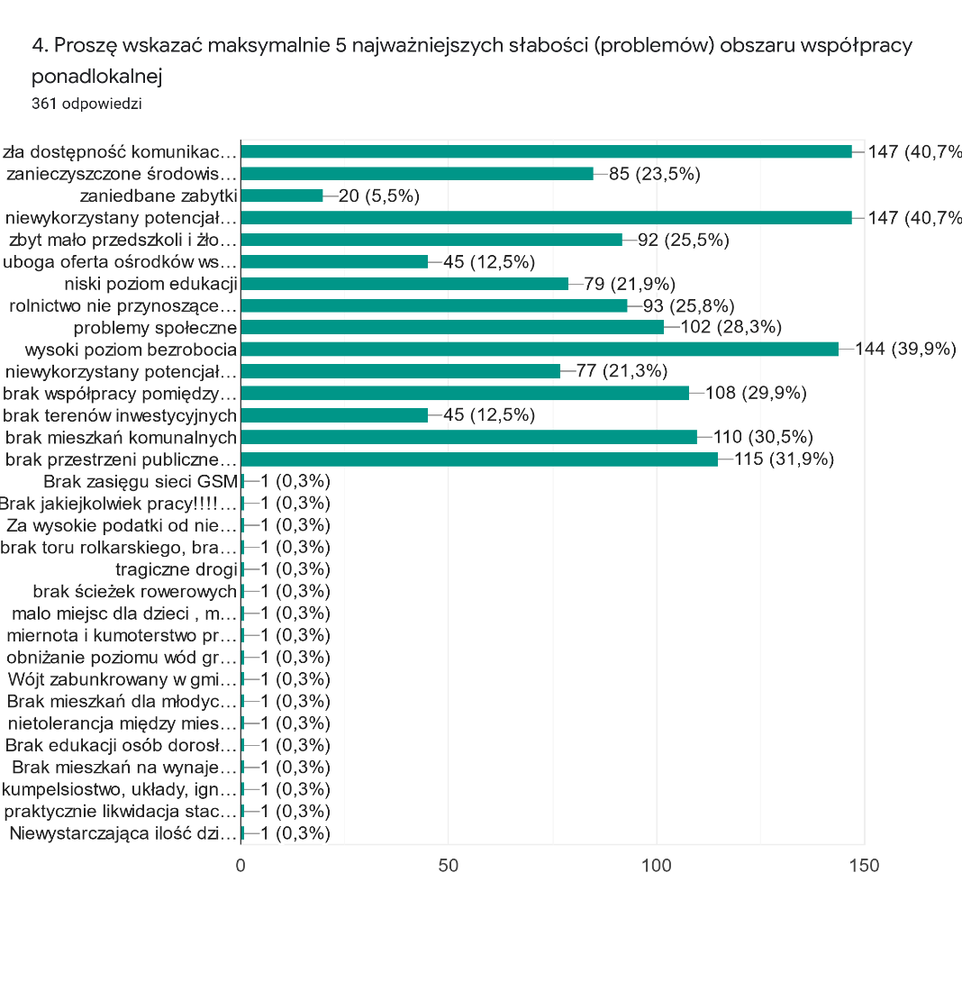 4. Proszę wskazać maksymalnie 5 najważniejszych słabości (problemów) obszaru współpracy
ponadlokalnej
361 odpowiedzi
zła dostępność komunikac… 147 (40,7%
zanieczyszczone środowis… 85 (23,5%)
zaniedbane zabytki 20 (5,5%)
niewykorzystany potencjał… 147 (40,7%
zbyt mało przedszkoli i żło… 92 (25,5%)
uboga oferta ośrodków ws… 45 (12,5%)
niski poziom edukacji 79 (21,9%)
rolnictwo nie przynoszące… 93 (25,8%)
problemy społeczne 102 (28,3%)
wysoki poziom bezrobocia 144 (39,9%)
niewykorzystany potencjał… 77 (21,3%)
brak współpracy pomiędzy… 108 (29,9%)
brak terenów inwestycyjnych 45 (12,5%)
brak mieszkań komunalnych 110 (30,5%)
brak przestrzeni publiczne… 115 (31,9%)
Brak zasięgu sieci GSM 1 (0,3%)
Brak jakiejkolwiek pracy!!!!… 1 (0,3%)
Za wysokie podatki od nie… 1 (0,3%)
brak toru rolkarskiego, bra… 1 (0,3%)
tragiczne drogi 1 (0,3%)
brak ścieżek rowerowych 1 (0,3%)
malo miejsc dla dzieci , m… 1 (0,3%)
miernota i kumoterstwo pr… 1 (0,3%)
obniżanie poziomu wód gr… 1 (0,3%)
Wójt zabunkrowany w gmi… 1 (0,3%)
Brak mieszkań dla młodyc… 1 (0,3%)
nietolerancja między mies… 1 (0,3%)
Brak edukacji osób dorosł… 1 (0,3%)
Brak mieszkań na wynaje… 1 (0,3%)
kumpelsiostwo, układy, ign… 1 (0,3%)
praktycznie likwidacja stac… 1 (0,3%)
Niewystarczająca ilość dzi… 1 (0,3%)
0 50 100 150